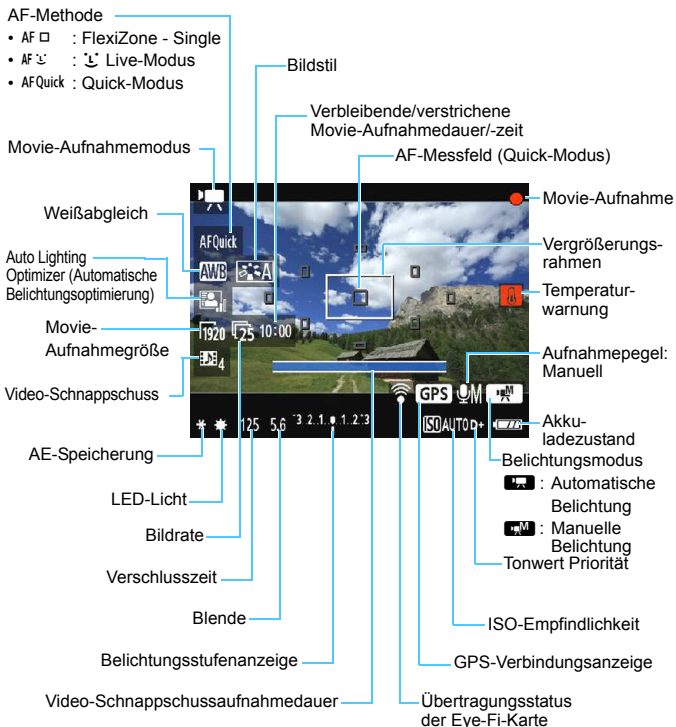 AF-Methode
• AF □ : FlexiZone - Single
• AF : Live-Modus
• AFQuick : Quick-Modus
Bildstil
Verbleibende/verstrichene
Movie-Aufnahmedauer/-zeit
AF-Messfeld (Quick-Modus)
Movie-Aufnahmemodus
Movie-Aufnahme
Weißabgleich
Vergrößerungs-
rahmen
Auto Lighting
Optimizer (Automatische
Belichtungsoptimierung)
Temperatur-
warnung
Movie-
Aufnahmegröße
Aufnahmepegel:
Manuell
Video-Schnappschuss
AFQuick
AWB
A
1920 25 10:00
4
GPS M M
125 5.6 -3..2..1....1..2.:3 ISO AUTO D+
Akku-
ladezustand
AE-Speicherung
Belichtungsmodus
: Automatische
Belichtung
M : Manuelle
Belichtung
LED-Licht
Bildrate
Tonwert Priorität
Verschlusszeit
Blende
ISO-Empfindlichkeit
Belichtungsstufenanzeige
GPS-Verbindungsanzeige
Video-Schnappschussaufnahmedauer
Übertragungsstatus
der Eye-Fi-Karte